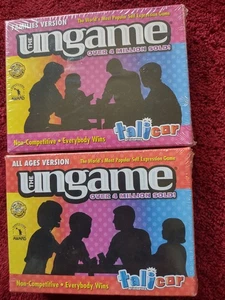 FAMILIES VERSION
The World's Most Popular Self Expression Game
THE
ungame
OVER 4 MILLION SOLD!
Non-Competitive • Everybody Wins
talicor
ALL AGES VERSION
The World's Most Popular Self Expression Game
THE
ungame
OVER 4 MILLION SOLD!
Non-Competitive • Everybody Wins
talicor